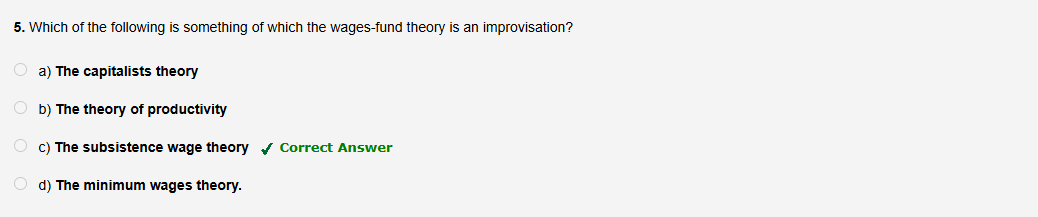 5. Which of the following is something of which the wages-fund theory is an improvisation?
a) The capitalists theory
b) The theory of productivity
c) The subsistence wage theory ✓ Correct Answer
d) The minimum wages theory.